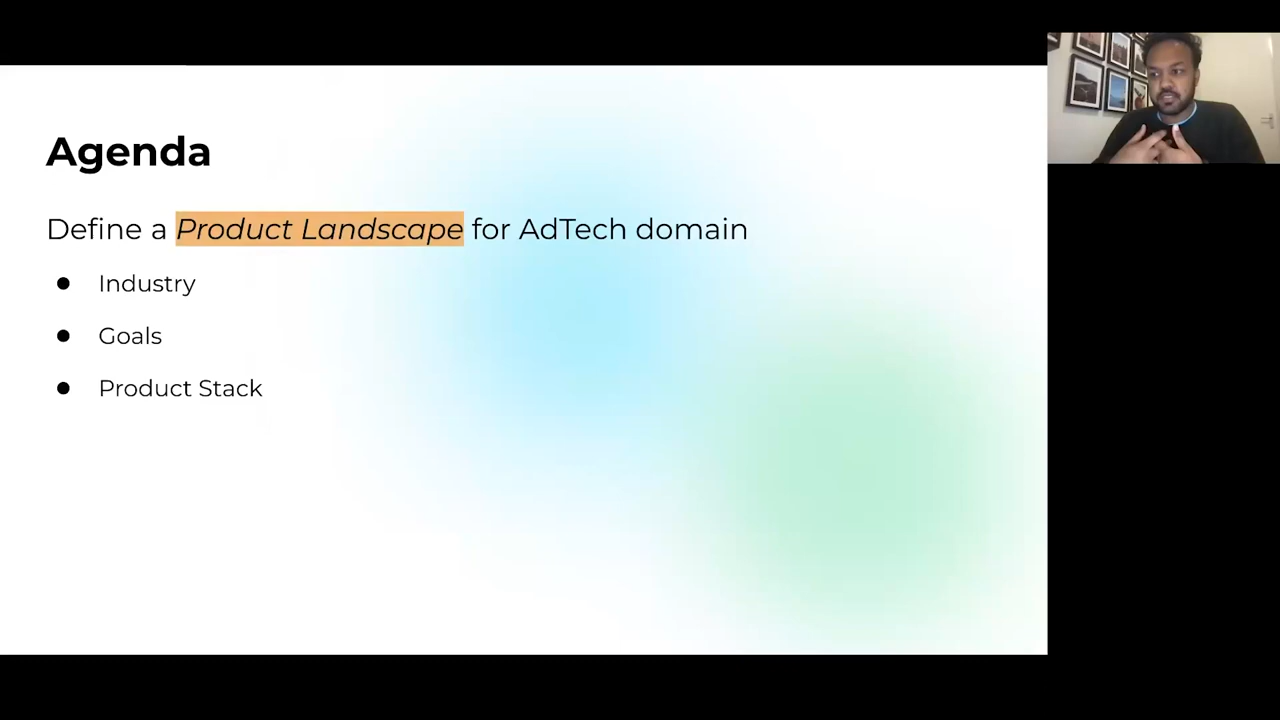 Agenda
Define a Product Landscape for AdTech domain
● Industry
● Goals
● Product Stack